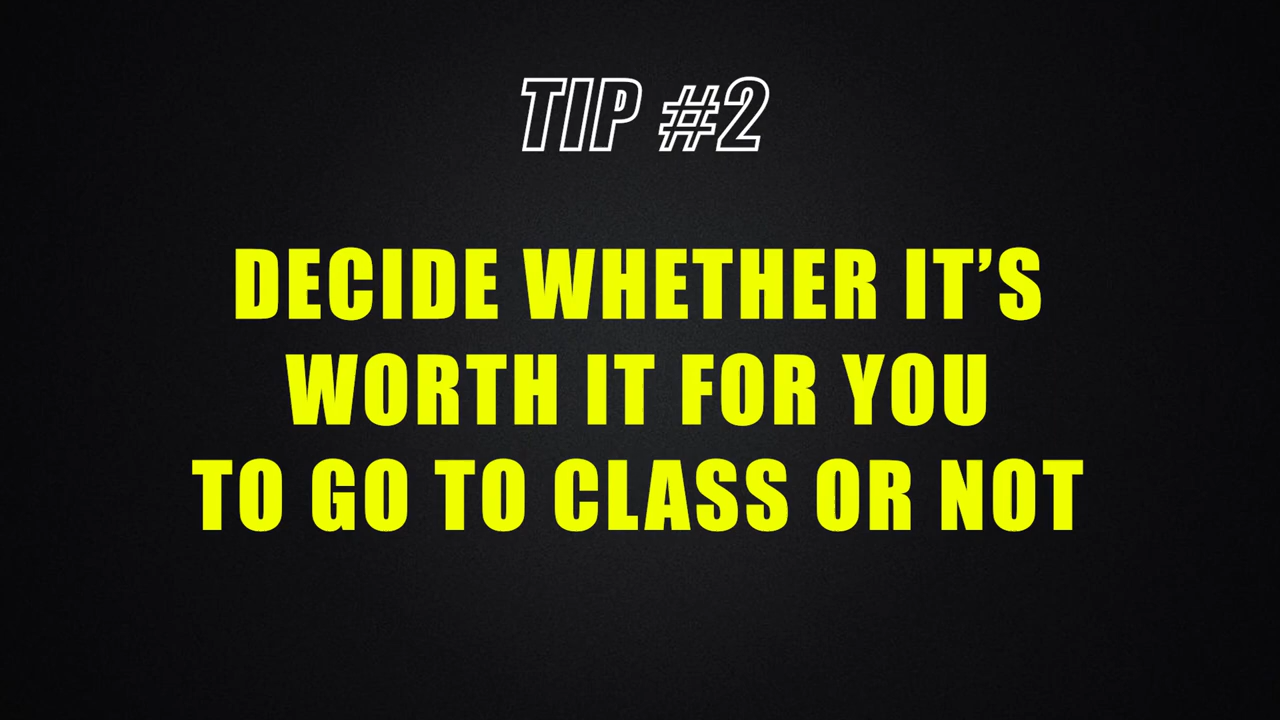 TIP #2
DECIDE WHETHER IT’S
WORTH IT FOR YOU
TO GO TO CLASS OR NOT